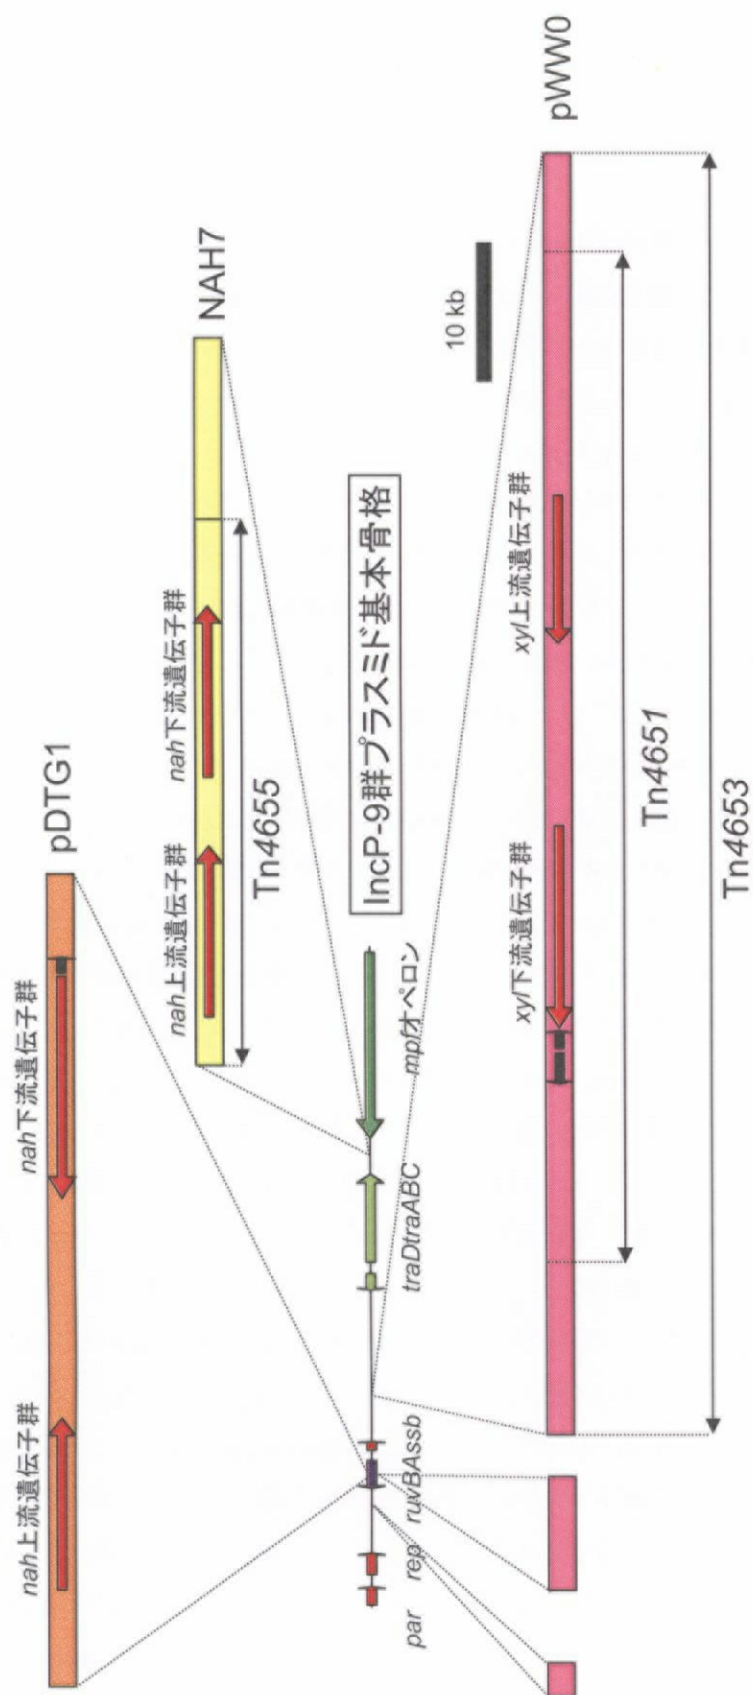 pDTG1
nah上流遺伝子群
nah下流遺伝子群
NAH7
nah上流遺伝子群
nah下流遺伝子群
Tn4655
IncP-9群プラスミド基本骨格
par
rep
ruvBAssb
traDtraABC
mpfオペロン
10 kb
pWW0
xyl下流遺伝子群
xyl上流遺伝子群
Tn4651
Tn4653